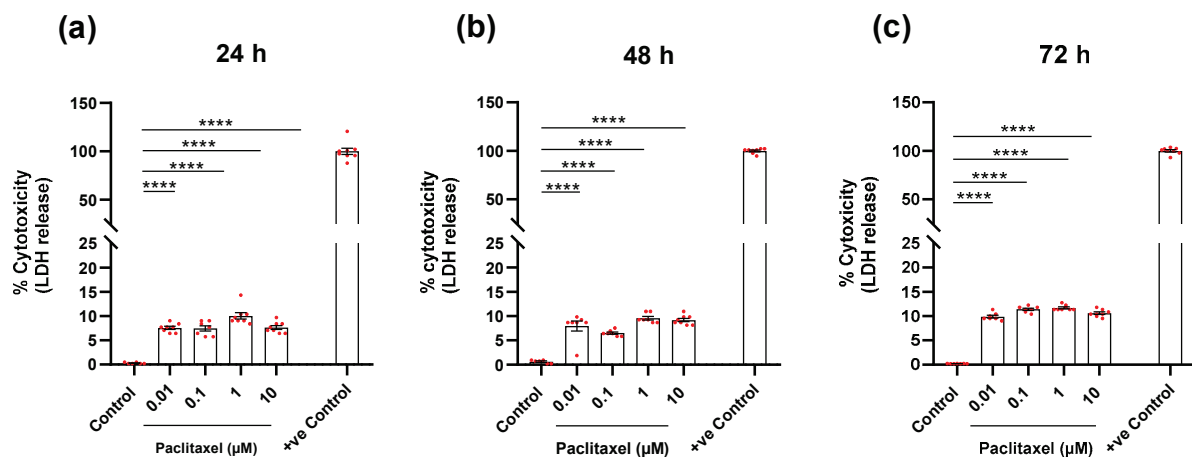 (a)
24 h
% Cytotoxicity
(LDH release)
150
100
50
25
20
15
10
5
0
****
****
****
****
Control
0.01
0.1
1
10
+ve Control
Paclitaxel (µM)
(b)
48 h
% cytotoxicity
(LDH release)
150
100
50
25
20
15
10
5
0
****
****
****
****
Control
0.01
0.1
1
10
+ve Control
Paclitaxel (µM)
(c)
72 h
% Cytoxicity
(LDH release)
150
100
50
25
20
15
10
5
0
****
****
****
****
Control
0.01
0.1
1
10
+ve Control
Paclitaxel (µM)